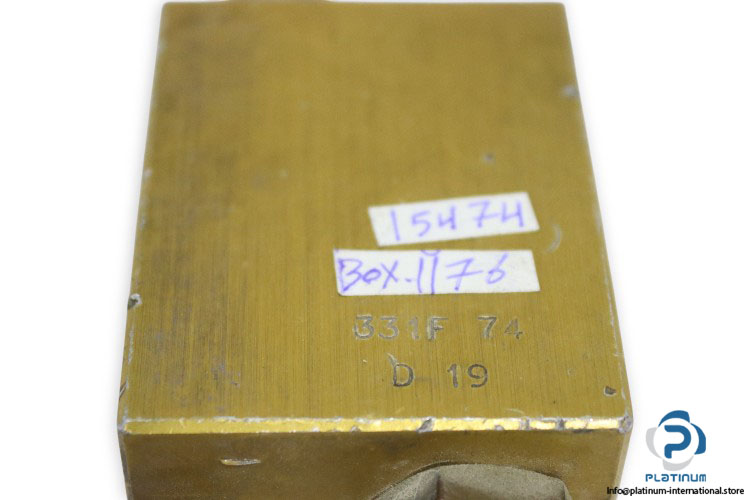 15474
Box.1176
331F 74
D 19
PLATINUM
Info@platinum-international.store